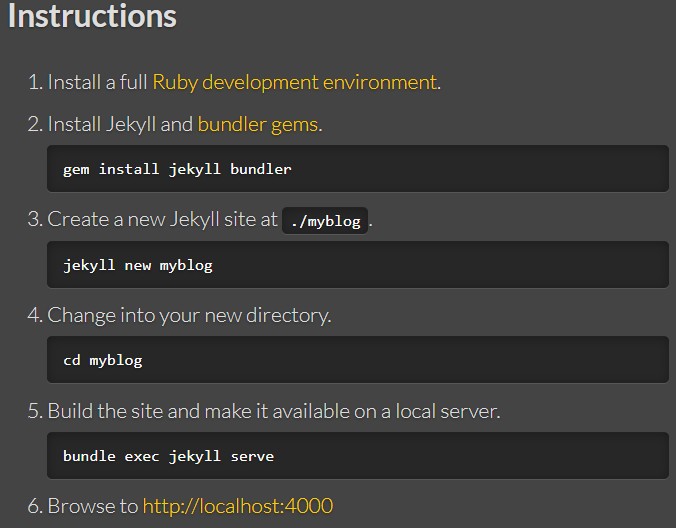 Instructions
1. Install a full Ruby development environment.
2. Install Jekyll and bundler gems.
gem install jekyll bundler
3. Create a new Jekyll site at ./myblog.
jekyll new myblog
4. Change into your new directory.
cd myblog
5. Build the site and make it available on a local server.
bundle exec jekyll serve
6. Browse to http://localhost:4000